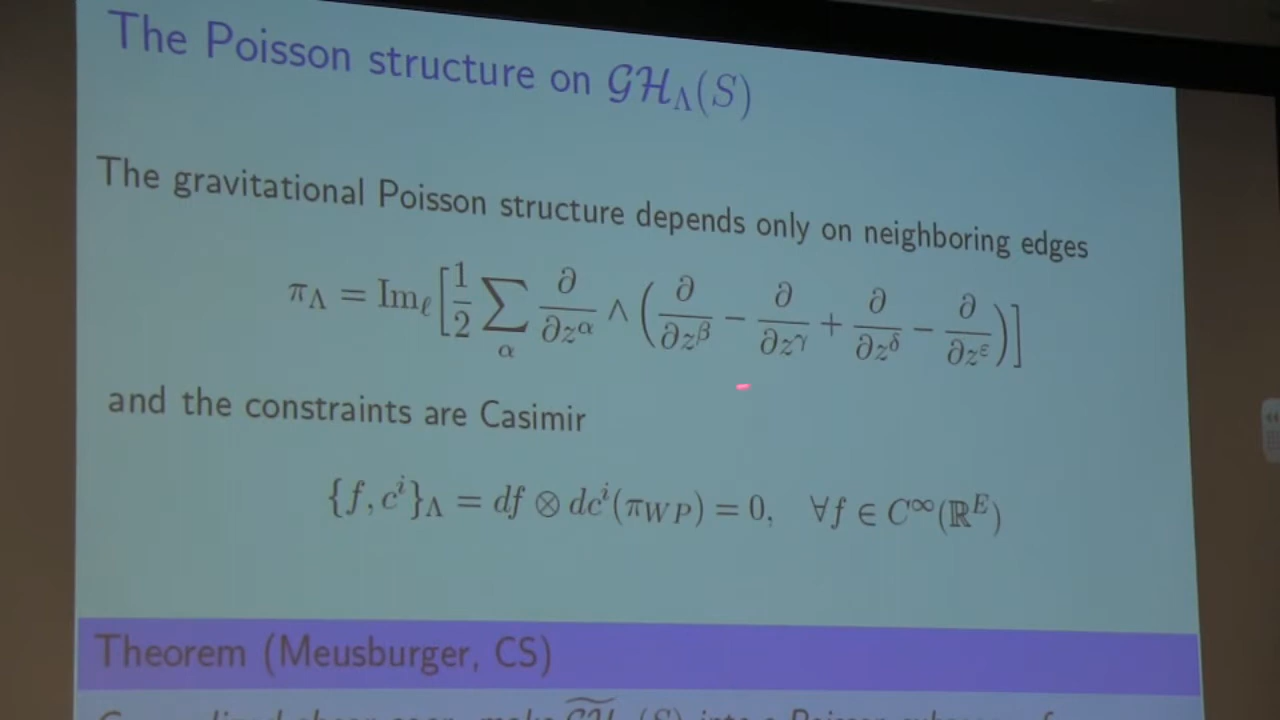 The Poisson structure on 𝒢ℋ_Λ(S)
The gravitational Poisson structure depends only on neighboring edges
π_Λ = Im_ℓ [ 1/2 ∑_α ∂/∂z^α ∧ ( ∂/∂z^β − ∂/∂z^γ + ∂/∂z^δ − ∂/∂z^ε ) ]
and the constraints are Casimir
{f, c^i}_Λ = df ⊗ dc^i(π_WP) = 0, ∀f ∈ C^∞(ℝ^E)
Theorem (Meusburger, CS)